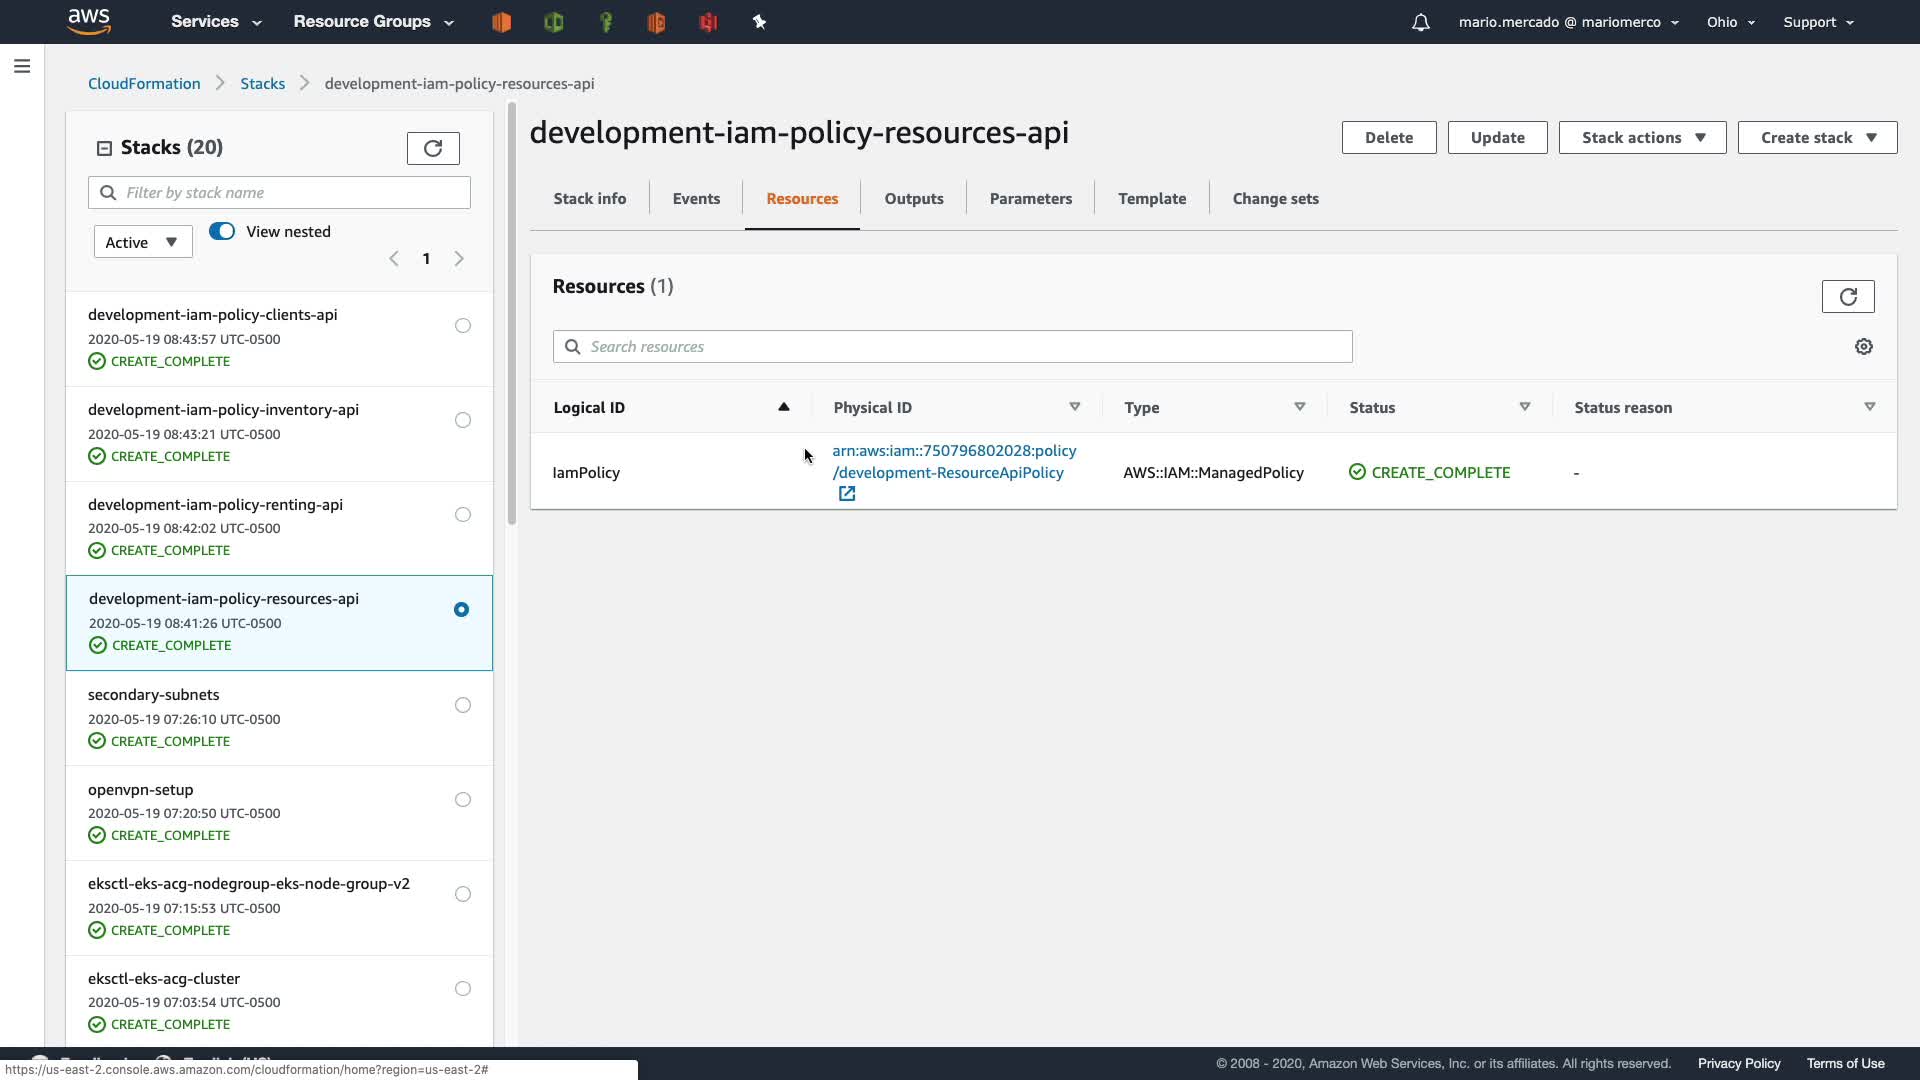 aws
Services
Resource Groups
mario.mercado @ mariomerco
Ohio
Support
CloudFormation
Stacks
development-iam-policy-resources-api
Stacks (20)
Filter by stack name
Active
View nested
1
development-iam-policy-clients-api
2020-05-19 08:43:57 UTC-0500
CREATE_COMPLETE
development-iam-policy-inventory-api
2020-05-19 08:43:21 UTC-0500
CREATE_COMPLETE
development-iam-policy-renting-api
2020-05-19 08:42:02 UTC-0500
CREATE_COMPLETE
development-iam-policy-resources-api
2020-05-19 08:41:26 UTC-0500
CREATE_COMPLETE
secondary-subnets
2020-05-19 07:26:10 UTC-0500
CREATE_COMPLETE
openvpn-setup
2020-05-19 07:20:50 UTC-0500
CREATE_COMPLETE
eksctl-eks-acg-nodegroup-eks-node-group-v2
2020-05-19 07:15:53 UTC-0500
CREATE_COMPLETE
eksctl-eks-acg-cluster
2020-05-19 07:03:54 UTC-0500
CREATE_COMPLETE
development-iam-policy-resources-api
Delete
Update
Stack actions
Create stack
Stack info
Events
Resources
Outputs
Parameters
Template
Change sets
Resources (1)
Search resources
Logical ID
Physical ID
Type
Status
Status reason
IamPolicy
arn:aws:iam::750796802028:policy
/development-ResourceApiPolicy
AWS::IAM::ManagedPolicy
CREATE_COMPLETE
-
https://us-east-2.console.aws.amazon.com/cloudformation/home?region=us-east-2#
© 2008 - 2020, Amazon Web Services, Inc. or its affiliates. All rights reserved.
Privacy Policy
Terms of Use